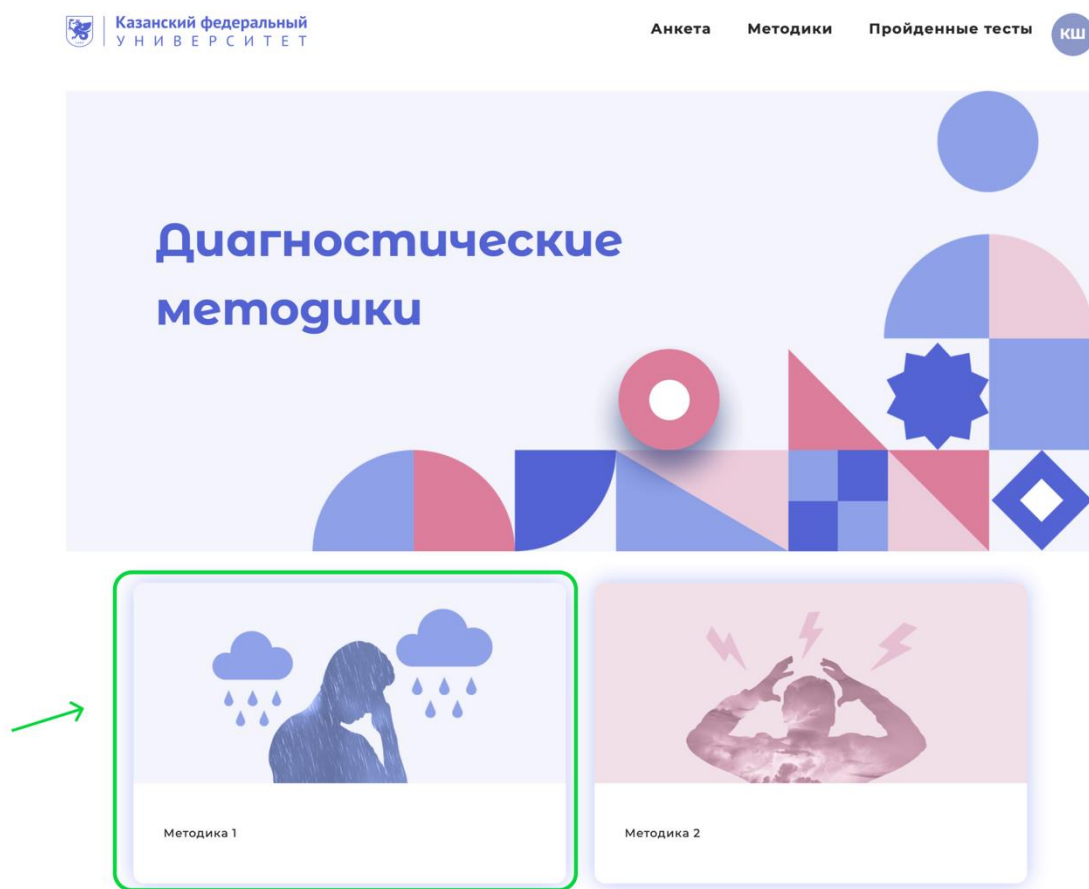 Казанский федеральный
УНИВЕРСИТЕТ
Анкета
Методики
Пройденные тесты
КШ
Диагностические
методики
Методика 1
Методика 2